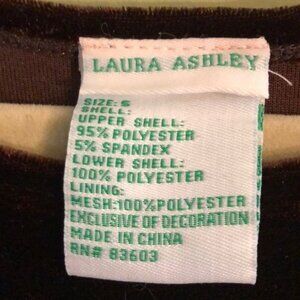 LAURA ASHLEY
SIZE: S
SHELL:
UPPER SHELL:
95% POLYESTER
5% SPANDEX
LOWER SHELL:
100% POLYESTER
LINING:
MESH:100%POLYESTER
EXCLUSIVE OF DECORATION
MADE IN CHINA
RN# 83603